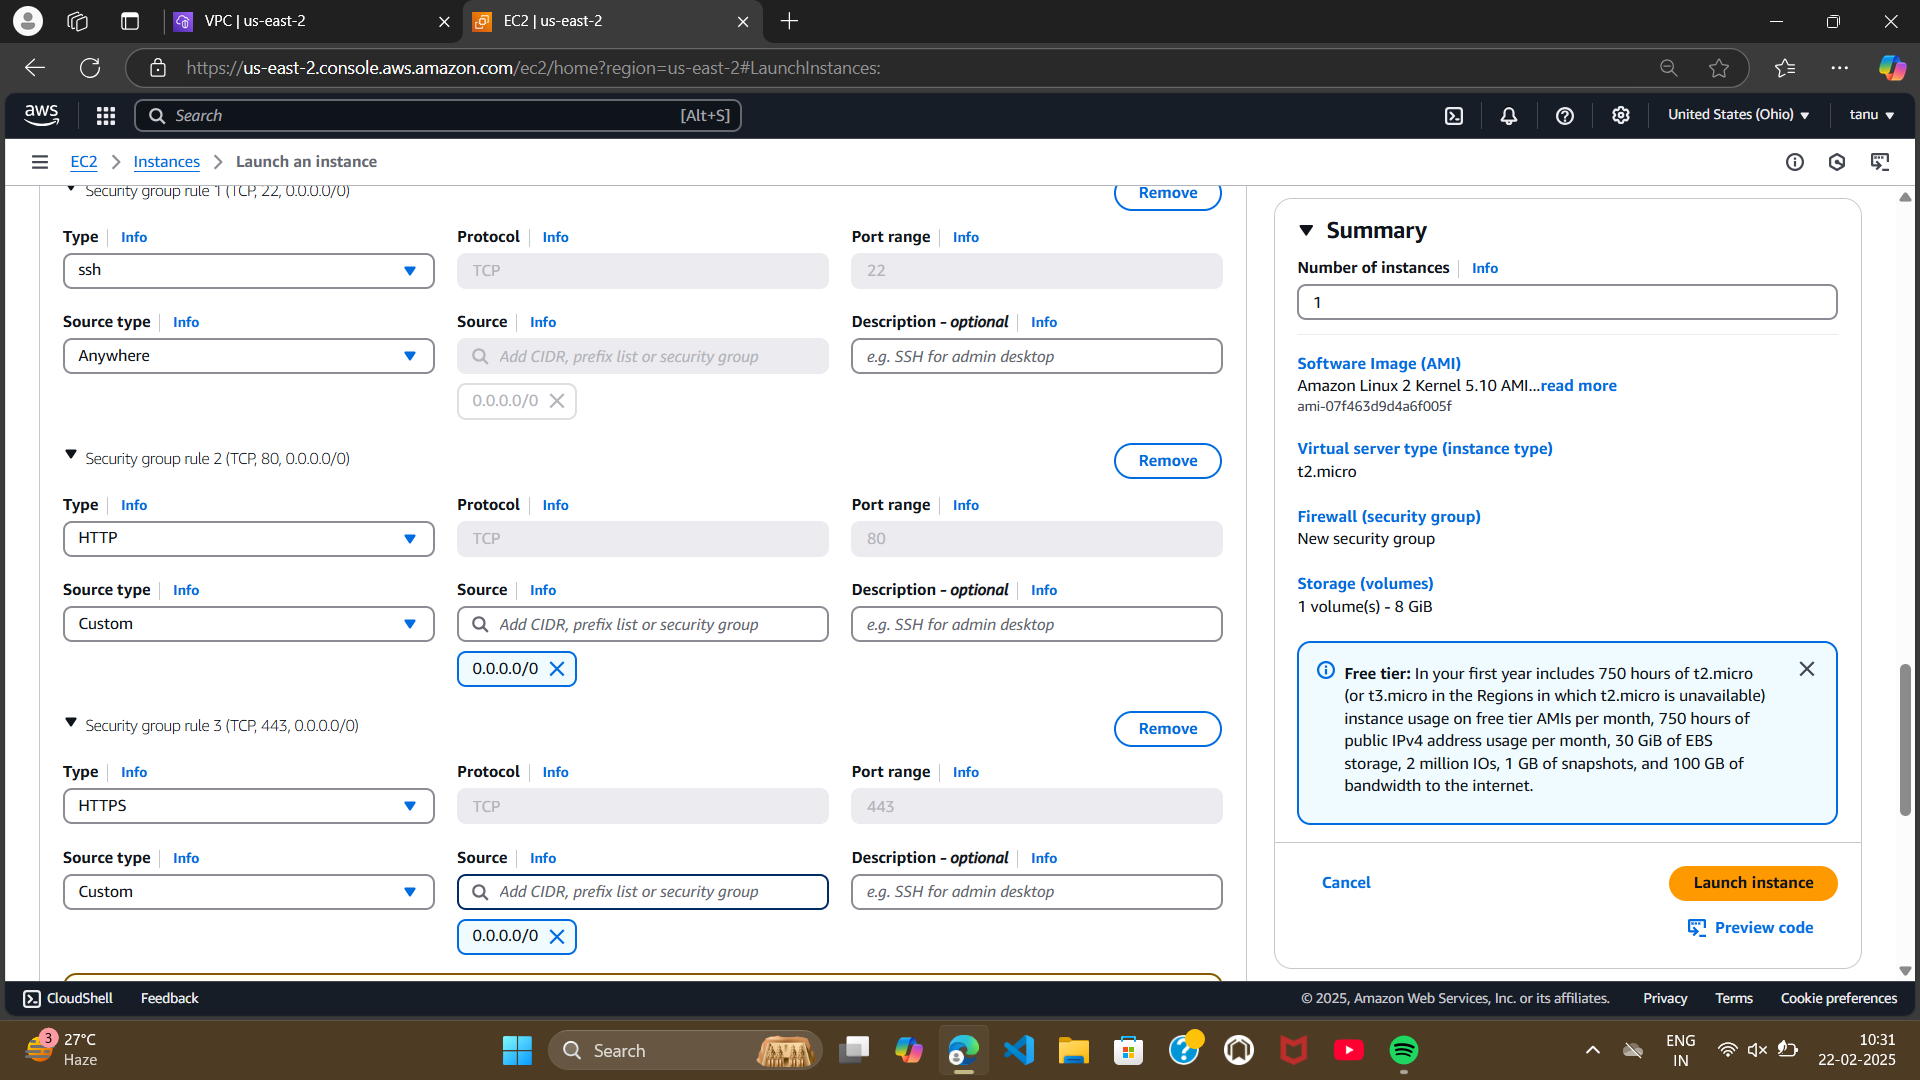 VPC | us-east-2
EC2 | us-east-2
https://us-east-2.console.aws.amazon.com/ec2/home?region=us-east-2#LaunchInstances:
aws
Search
[Alt+S]
United States (Ohio)
tanu
EC2
Instances
Launch an instance
Security group rule 1 (TCP, 22, 0.0.0.0/0)
Remove
Type
Info
Protocol
Info
Port range
Info
ssh
TCP
22
Source type
Info
Source
Info
Description - optional
Info
Anywhere
Add CIDR, prefix list or security group
e.g. SSH for admin desktop
0.0.0.0/0
Security group rule 2 (TCP, 80, 0.0.0.0/0)
Remove
Type
Info
Protocol
Info
Port range
Info
HTTP
TCP
80
Source type
Info
Source
Info
Description - optional
Info
Custom
Add CIDR, prefix list or security group
e.g. SSH for admin desktop
0.0.0.0/0
Security group rule 3 (TCP, 443, 0.0.0.0/0)
Remove
Type
Info
Protocol
Info
Port range
Info
HTTPS
TCP
443
Source type
Info
Source
Info
Description - optional
Info
Custom
Add CIDR, prefix list or security group
e.g. SSH for admin desktop
0.0.0.0/0
Summary
Number of instances
Info
1
Software Image (AMI)
Amazon Linux 2 Kernel 5.10 AMI...read more
ami-07f463d9d4a6f005f
Virtual server type (instance type)
t2.micro
Firewall (security group)
New security group
Storage (volumes)
1 volume(s) - 8 GiB
Free tier: In your first year includes 750 hours of t2.micro
(or t3.micro in the Regions in which t2.micro is unavailable)
instance usage on free tier AMIs per month, 750 hours of
public IPv4 address usage per month, 30 GiB of EBS
storage, 2 million IOs, 1 GB of snapshots, and 100 GB of
bandwidth to the internet.
Cancel
Launch instance
Preview code
CloudShell
Feedback
© 2025, Amazon Web Services, Inc. or its affiliates.
Privacy
Terms
Cookie preferences
3
27°C
Haze
Search
ENG
IN
10:31
22-02-2025